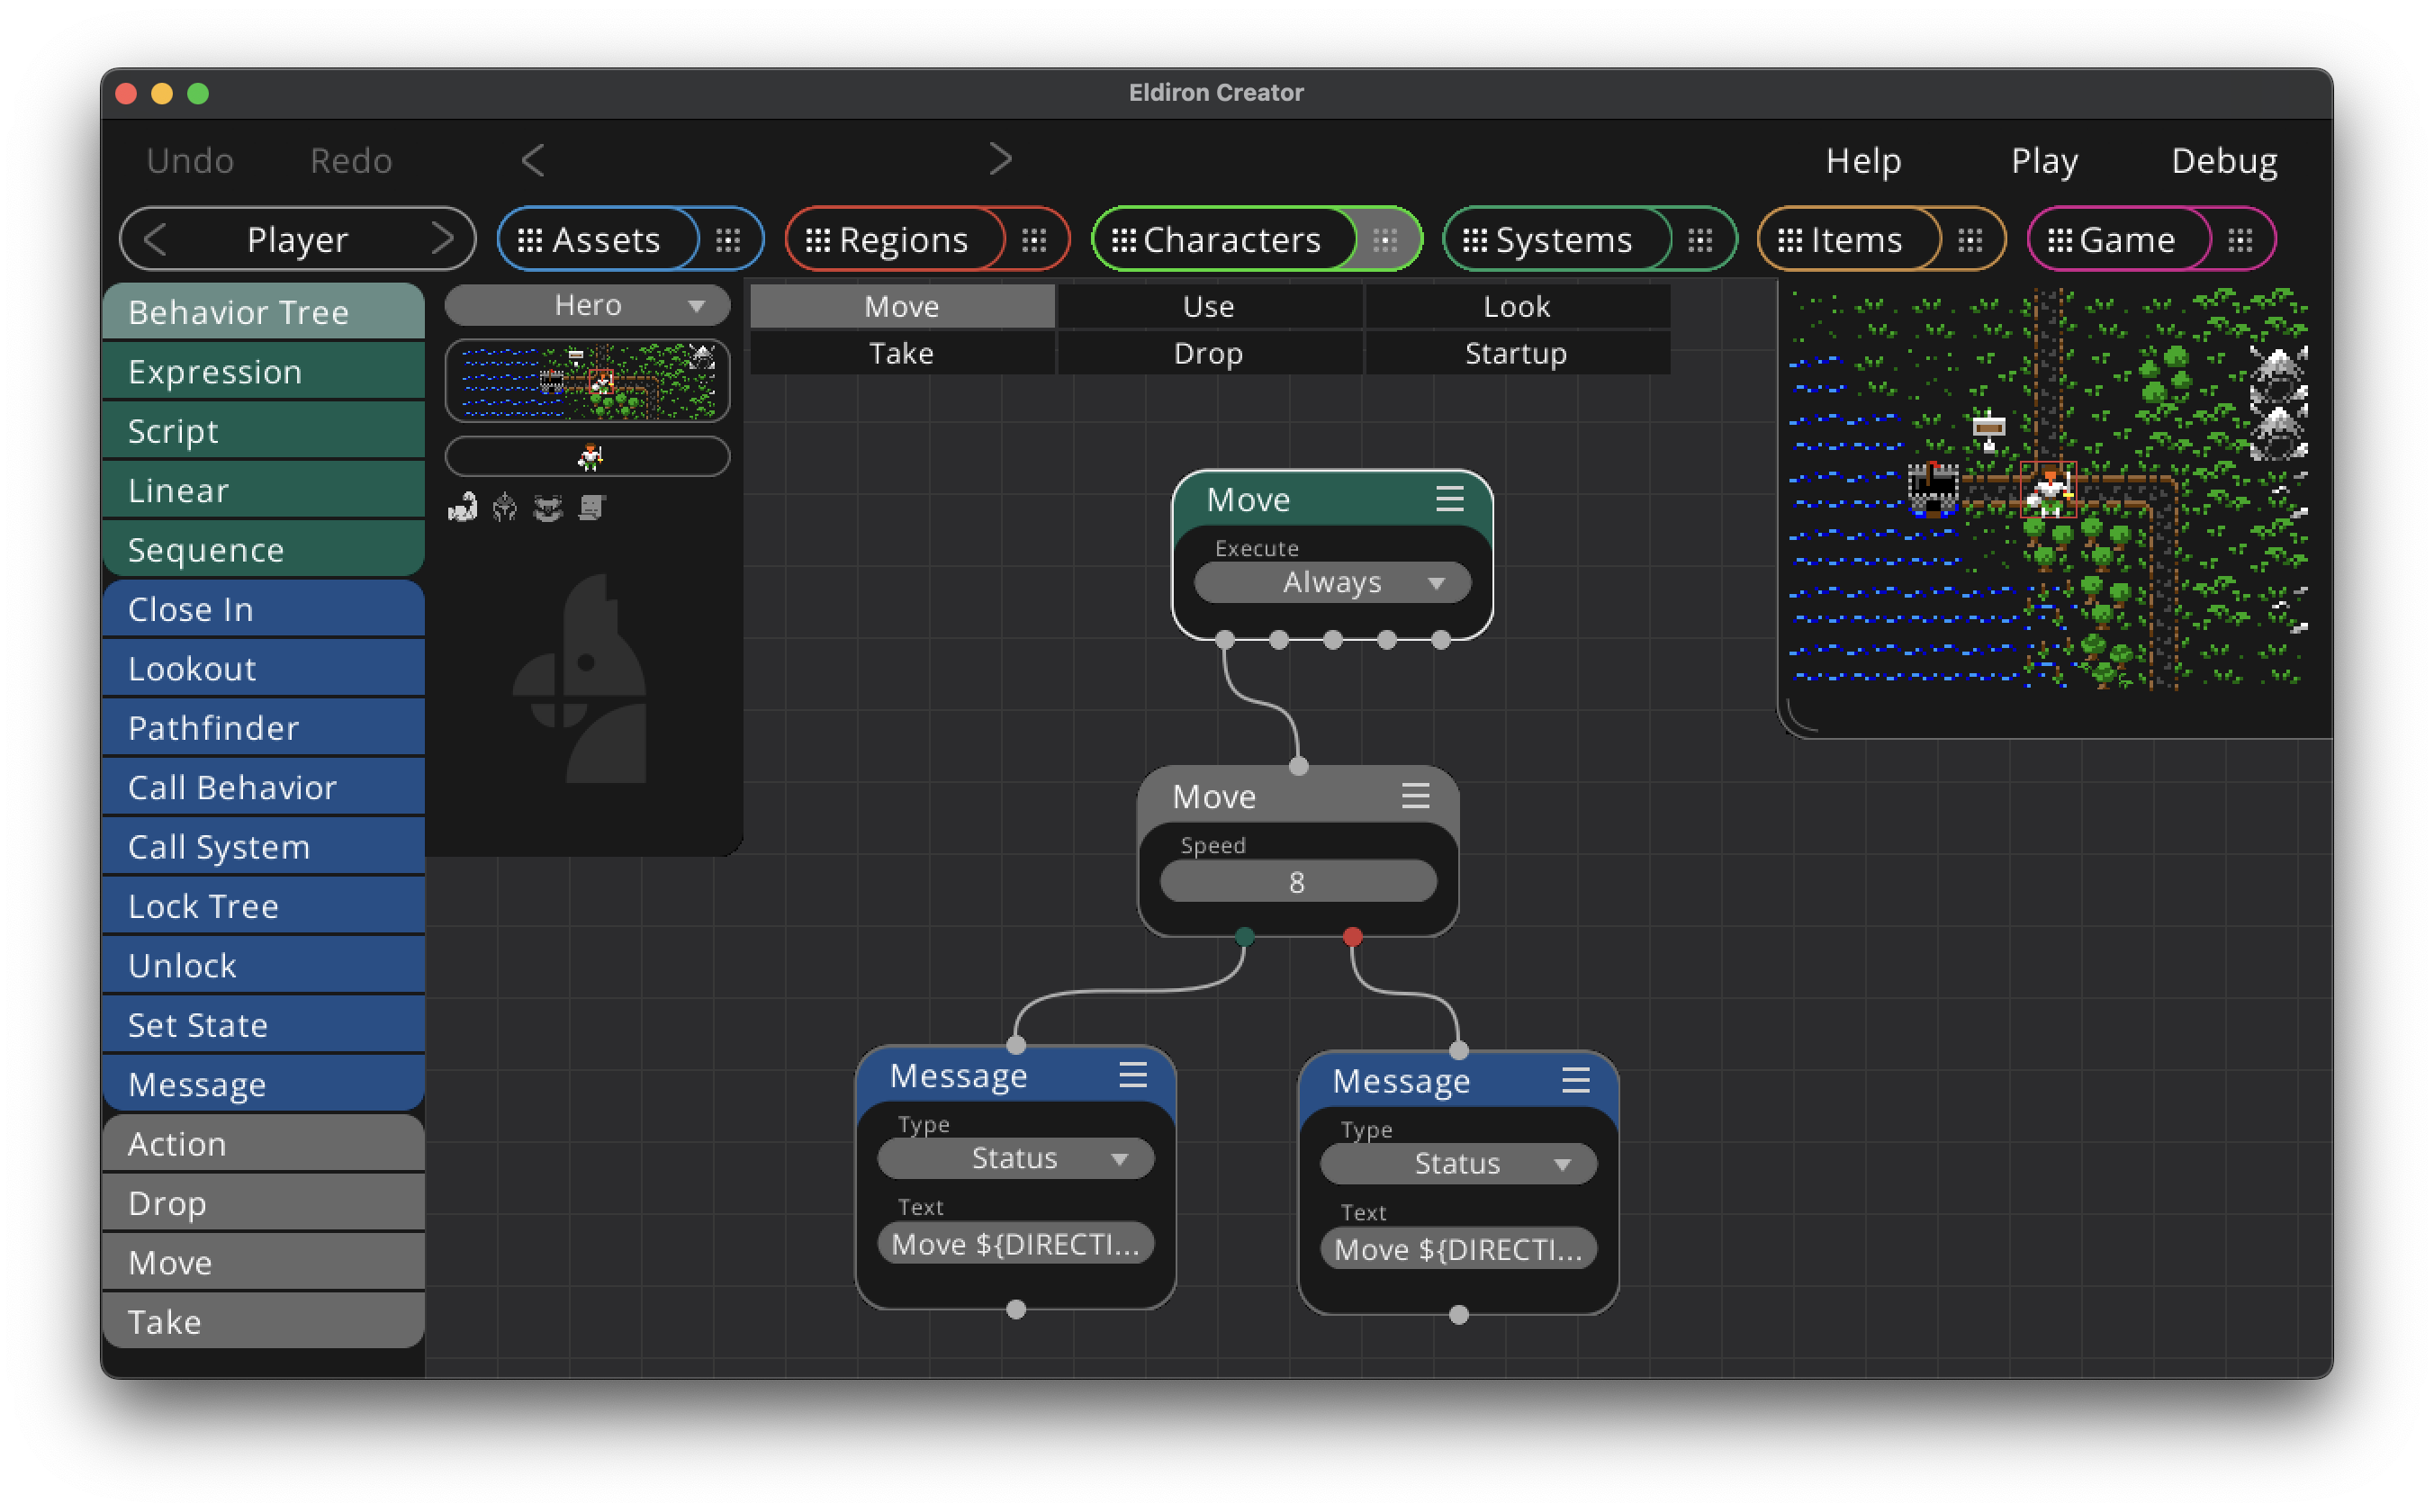 Eldiron Creator
Undo Redo < > Help Play Debug
< Player > Assets Regions Characters Systems Items Game
Behavior Tree
Expression
Script
Linear
Sequence
Close In
Lookout
Pathfinder
Call Behavior
Call System
Lock Tree
Unlock
Set State
Message
Action
Drop
Move
Take
Hero
Move Use Look
Take Drop Startup
Move
Execute
Always
Move
Speed
8
Message
Type
Status
Text
Move ${DIRECTI...
Message
Type
Status
Text
Move ${DIRECTI...